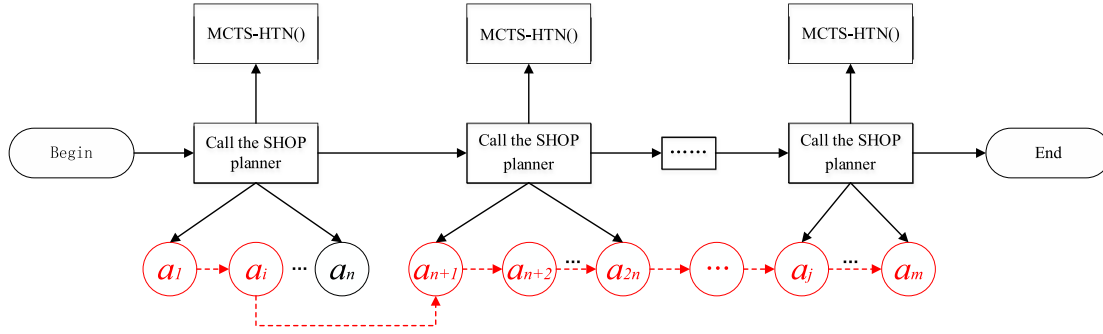 MCTS-HTN()
MCTS-HTN()
MCTS-HTN()
Begin
Call the SHOP
planner
Call the SHOP
planner
······
Call the SHOP
planner
End
a1
ai
...
an
an+1
an+2
...
a2n
...
aj
...
am